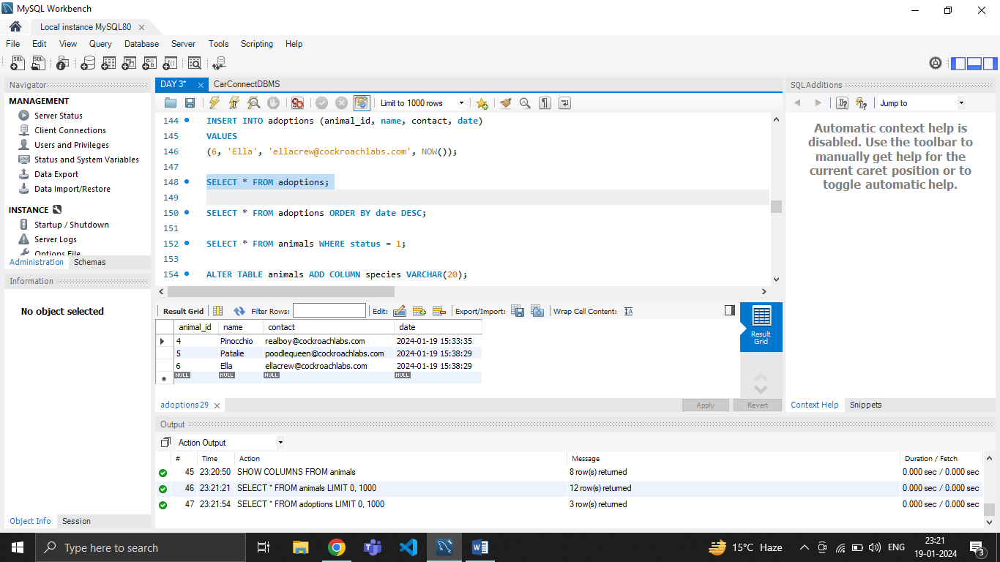 MySQL Workbench
Local instance MySQL80
File Edit View Query Database Server Tools Scripting Help
Navigator
MANAGEMENT
Server Status
Client Connections
Users and Privileges
Status and System Variables
Data Export
Data Import/Restore
INSTANCE
Startup / Shutdown
Server Logs
Options File
Administration Schemas
Information
No object selected
Object Info Session
DAY 3* CarConnectDBMS
Limit to 1000 rows
144 INSERT INTO adoptions (animal_id, name, contact, date)
145 VALUES
146 (6, 'Ella', 'ellacrew@cockroachlabs.com', NOW());
147
148 SELECT * FROM adoptions;
149
150 SELECT * FROM adoptions ORDER BY date DESC;
151
152 SELECT * FROM animals WHERE status = 1;
153
154 ALTER TABLE animals ADD COLUMN species VARCHAR(20);
Result Grid Filter Rows: Edit: Export/Import: Wrap Cell Content:
animal_id name contact date
4 Pinocchio realboy@cockroachlabs.com 2024-01-19 15:33:35
5 Patalie poodlequeen@cockroachlabs.com 2024-01-19 15:38:29
6 Ella ellacrew@cockroachlabs.com 2024-01-19 15:38:29
NULL NULL NULL NULL
Result
Grid
adoptions 29
Apply Revert
SQLAdditions
Jump to
Automatic context help is
disabled. Use the toolbar to
manually get help for the
current caret position or to
toggle automatic help.
Context Help Snippets
Output
Action Output
# Time Action Message Duration / Fetch
45 23:20:50 SHOW COLUMNS FROM animals 8 row(s) returned 0.000 sec / 0.000 sec
46 23:21:21 SELECT * FROM animals LIMIT 0, 1000 12 row(s) returned 0.000 sec / 0.000 sec
47 23:21:54 SELECT * FROM adoptions LIMIT 0, 1000 3 row(s) returned 0.000 sec / 0.000 sec
Type here to search
15°C Haze
ENG
23:21
19-01-2024
3